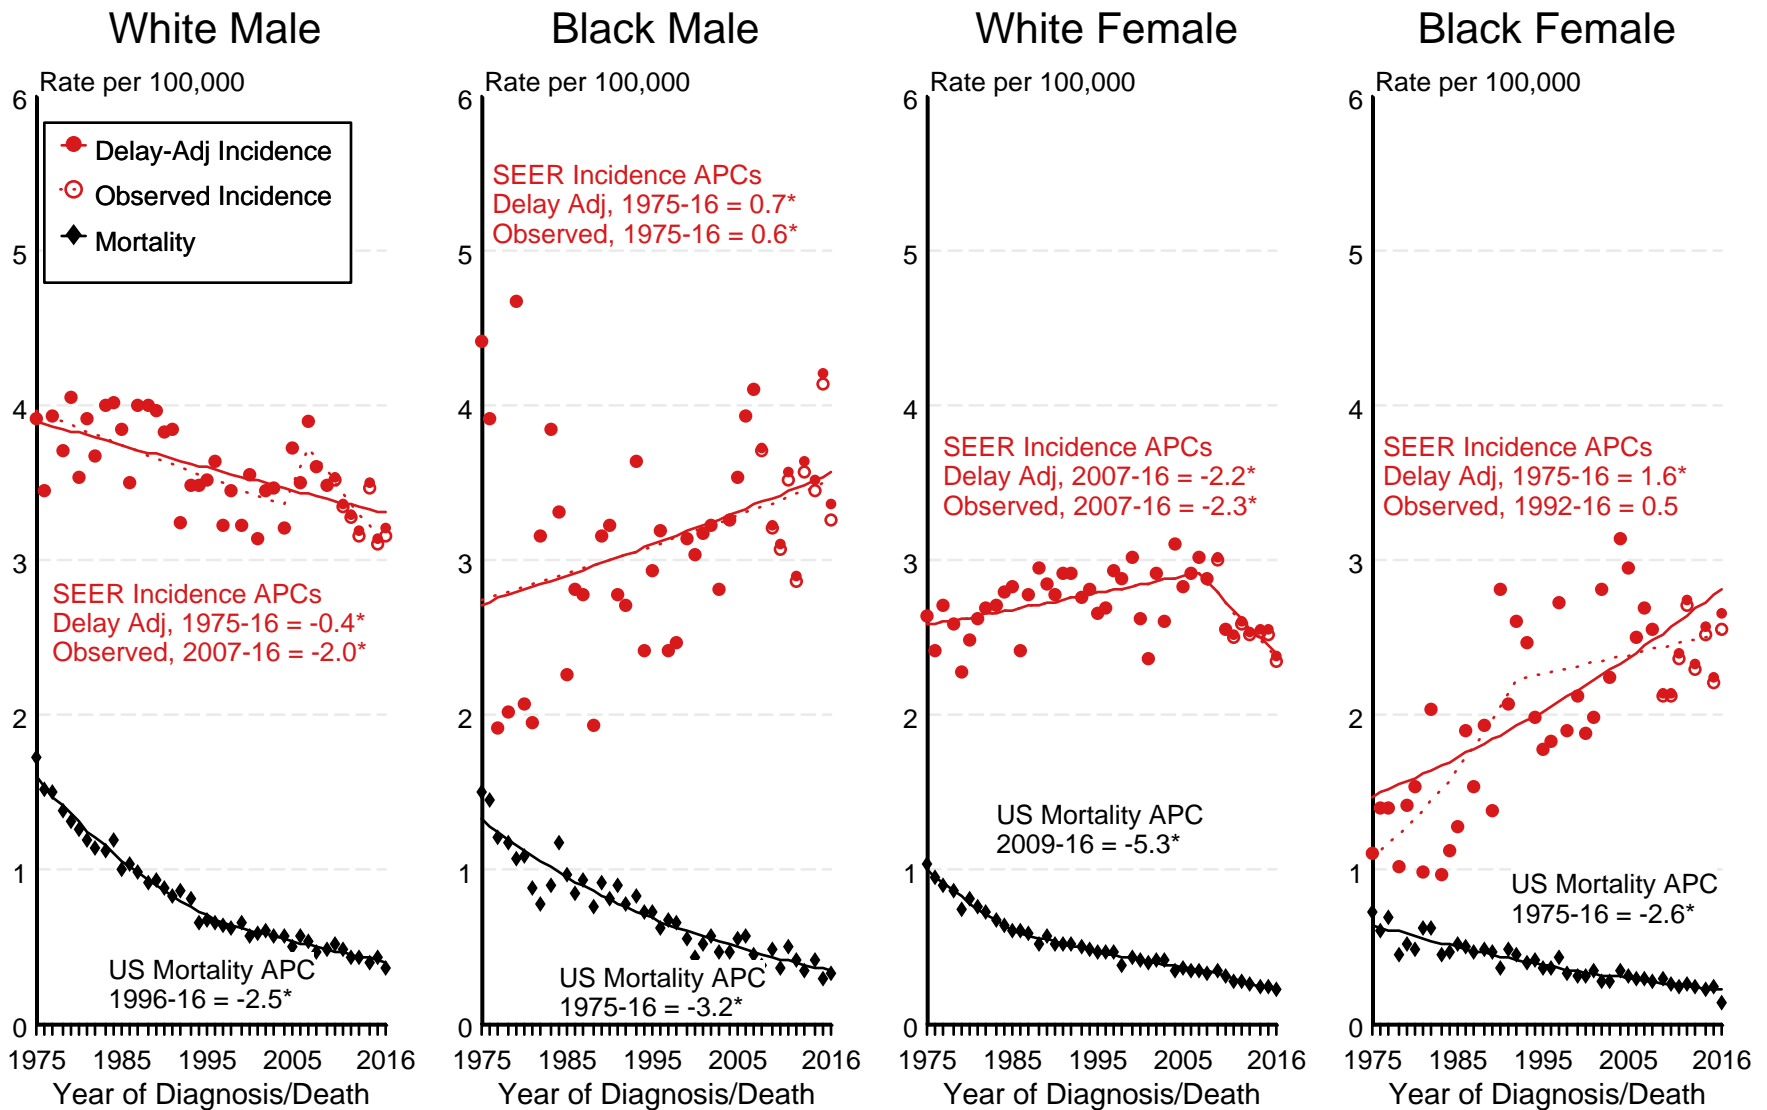 White Male
Black Male
White Female
Black Female
Rate per 100,000
6
5
4
3
2
1
0
Delay-Adj Incidence
Observed Incidence
Mortality
SEER Incidence APCs
Delay Adj, 1975-16 = -0.4*
Observed, 2007-16 = -2.0*
US Mortality APC
1996-16 = -2.5*
1975
1985
1995
2005
2016
Year of Diagnosis/Death
Rate per 100,000
6
5
4
3
2
1
0
SEER Incidence APCs
Delay Adj, 1975-16 = 0.7*
Observed, 1975-16 = 0.6*
US Mortality APC
1975-16 = -3.2*
1975
1985
1995
2005
2016
Year of Diagnosis/Death
Rate per 100,000
6
5
4
3
2
1
0
SEER Incidence APCs
Delay Adj, 2007-16 = -2.2*
Observed, 2007-16 = -2.3*
US Mortality APC
2009-16 = -5.3*
1975
1985
1995
2005
2016
Year of Diagnosis/Death
Rate per 100,000
6
5
4
3
2
1
0
SEER Incidence APCs
Delay Adj, 1975-16 = 1.6*
Observed, 1992-16 = 0.5
US Mortality APC
1975-16 = -2.6*
1975
1985
1995
2005
2016
Year of Diagnosis/Death